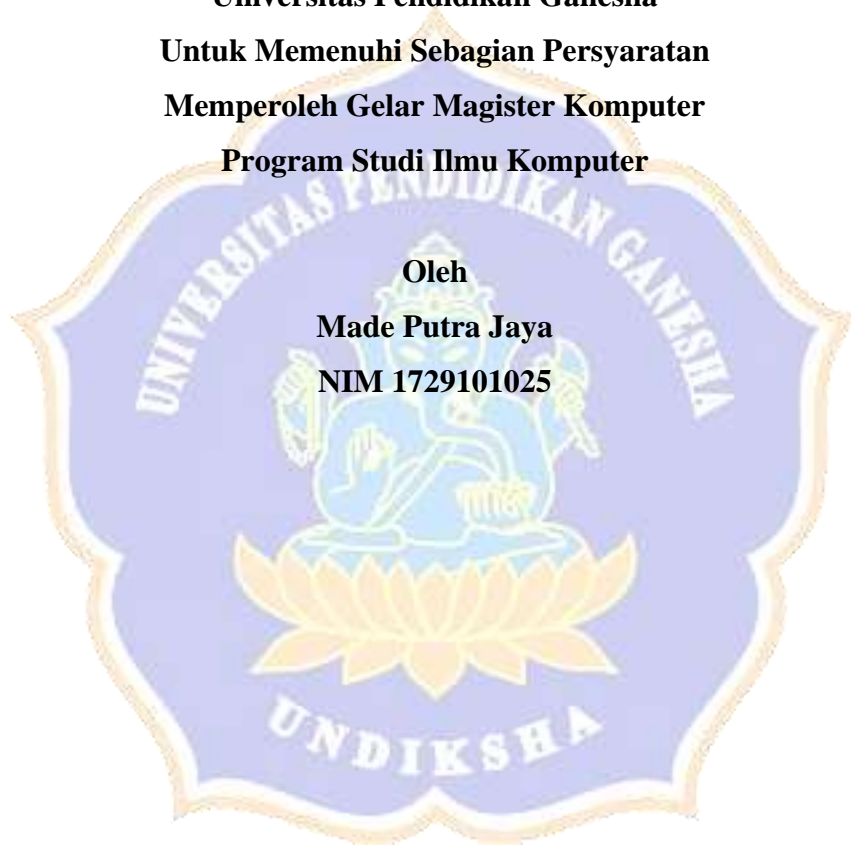 Universitas Pendidikan Ganesha
Untuk Memenuhi Sebagian Persyaratan
Memperoleh Gelar Magister Komputer
Program Studi Ilmu Komputer
UNIVERSITAS PENDIDIKAN GANESHA
Oleh
Made Putra Jaya
NIM 1729101025
UNDIKSHA